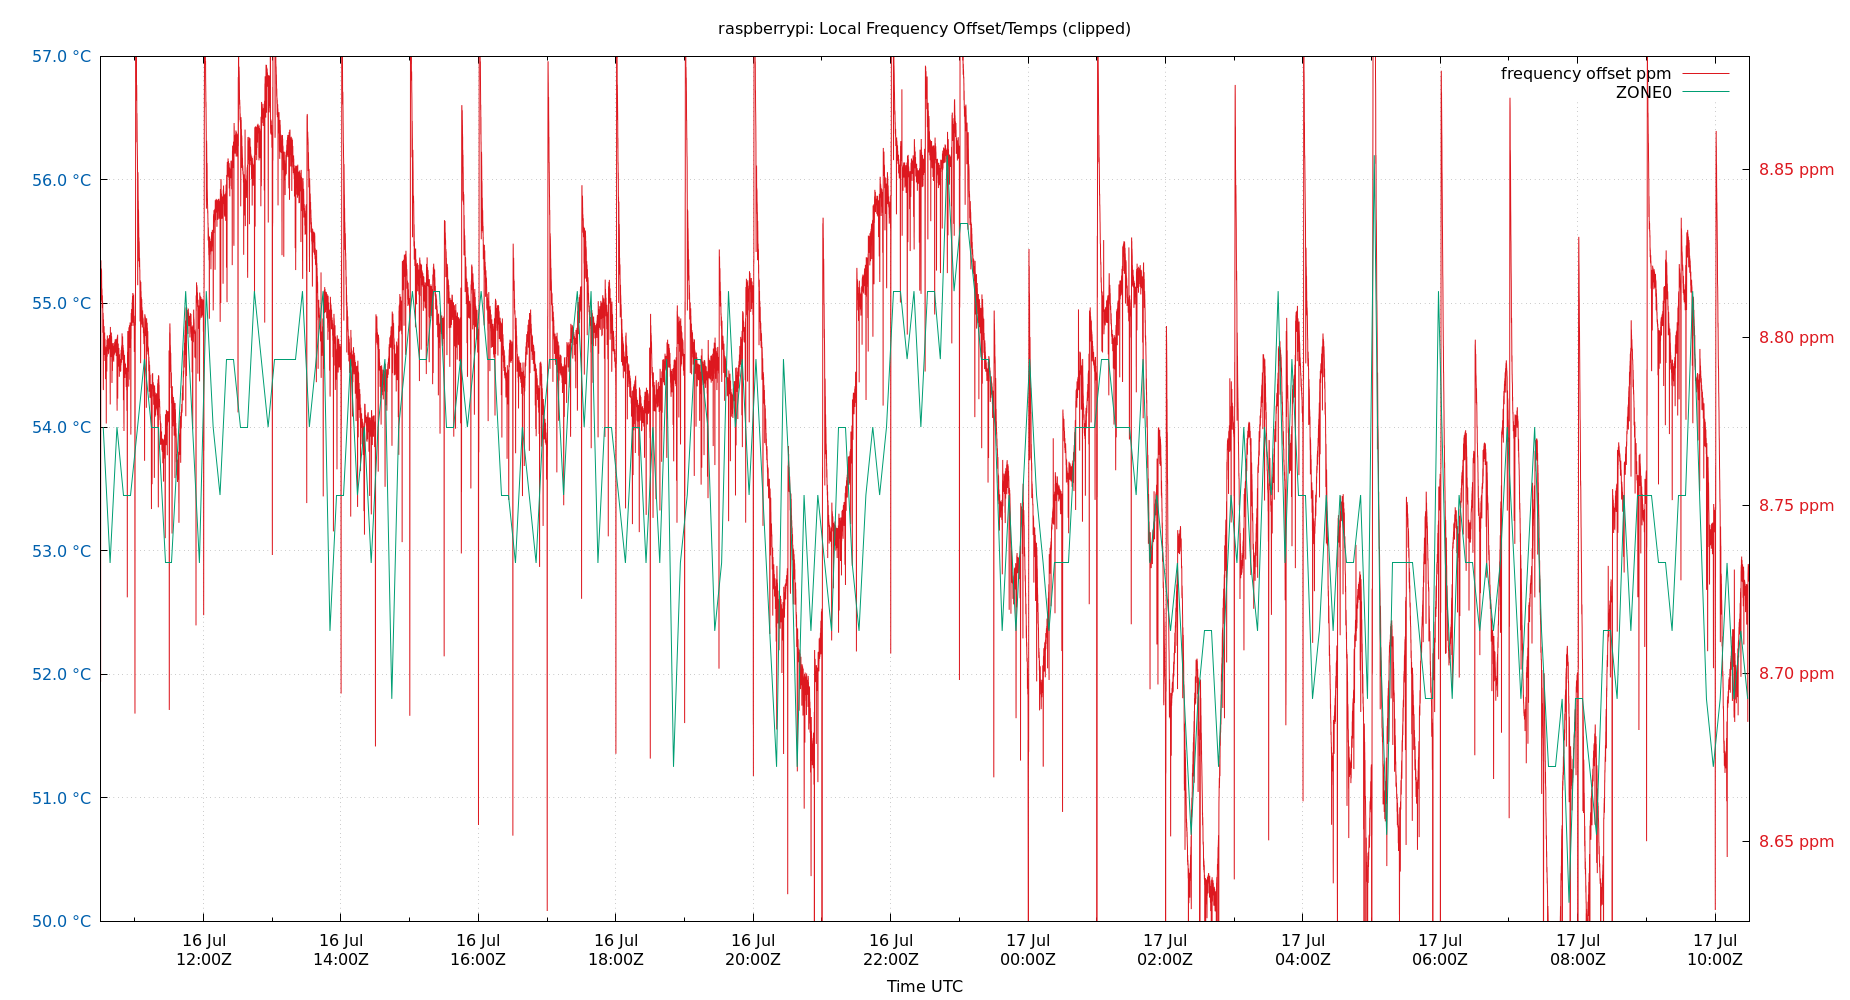 raspberrypi: Local Frequency Offset/Temps (clipped)
57.0 °C
56.0 °C
55.0 °C
54.0 °C
53.0 °C
52.0 °C
51.0 °C
50.0 °C
frequency offset ppm
ZONE0
8.85 ppm
8.80 ppm
8.75 ppm
8.70 ppm
8.65 ppm
16 Jul
12:00Z
16 Jul
14:00Z
16 Jul
16:00Z
16 Jul
18:00Z
16 Jul
20:00Z
16 Jul
22:00Z
17 Jul
00:00Z
17 Jul
02:00Z
17 Jul
04:00Z
17 Jul
06:00Z
17 Jul
08:00Z
17 Jul
10:00Z
Time UTC